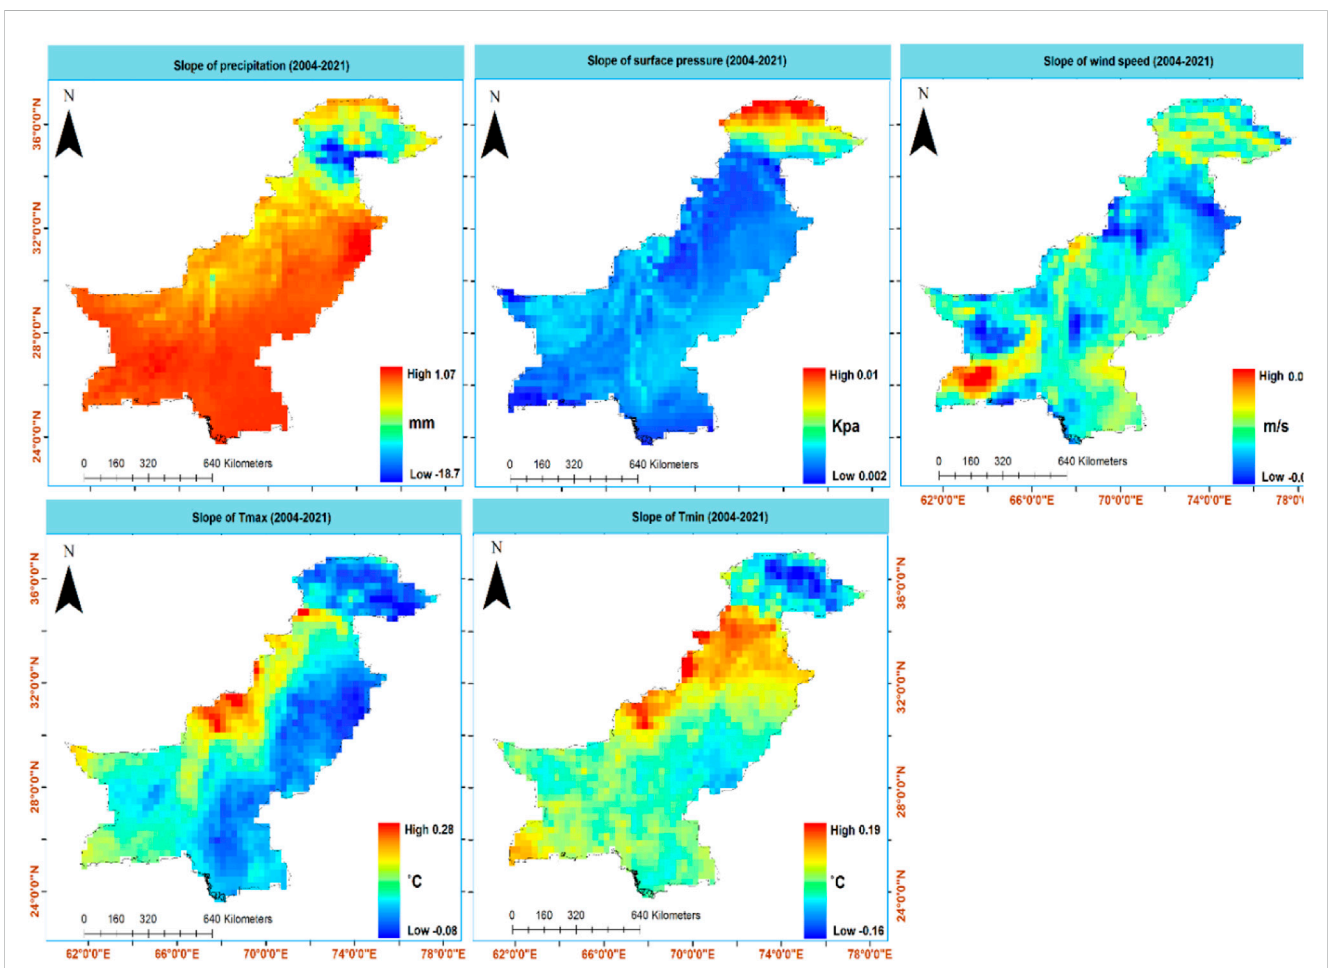 Slope of precipitation (2004-2021)
Slope of surface pressure (2004-2021)
Slope of wind speed (2004-2021)
N
N
N
36°0'0"N
32°0'0"N
28°0'0"N
24°0'0"N
High 1.07
mm
Low -18.7
0 160 320 640 Kilometers
High 0.01
Kpa
Low 0.002
0 160 320 640 Kilometers
High 0.0
m/s
Low -0.0
0 160 320 640 Kilometers
62°0'0"E 66°0'0"E 70°0'0"E 74°0'0"E 78°0
Slope of Tmax (2004-2021)
Slope of Tmin (2004-2021)
N
N
36°0'0"N
32°0'0"N
28°0'0"N
24°0'0"N
High 0.28
°C
Low -0.08
0 160 320 640 Kilometers
62°0'0"E 66°0'0"E 70°0'0"E 74°0'0"E 78°0'0"E
High 0.19
°C
Low -0.16
0 160 320 640 Kilometers
62°0'0"E 66°0'0"E 70°0'0"E 74°0'0"E 78°0'0"E
36°0'0"N
32°0'0"N
28°0'0"N
24°0'0"N